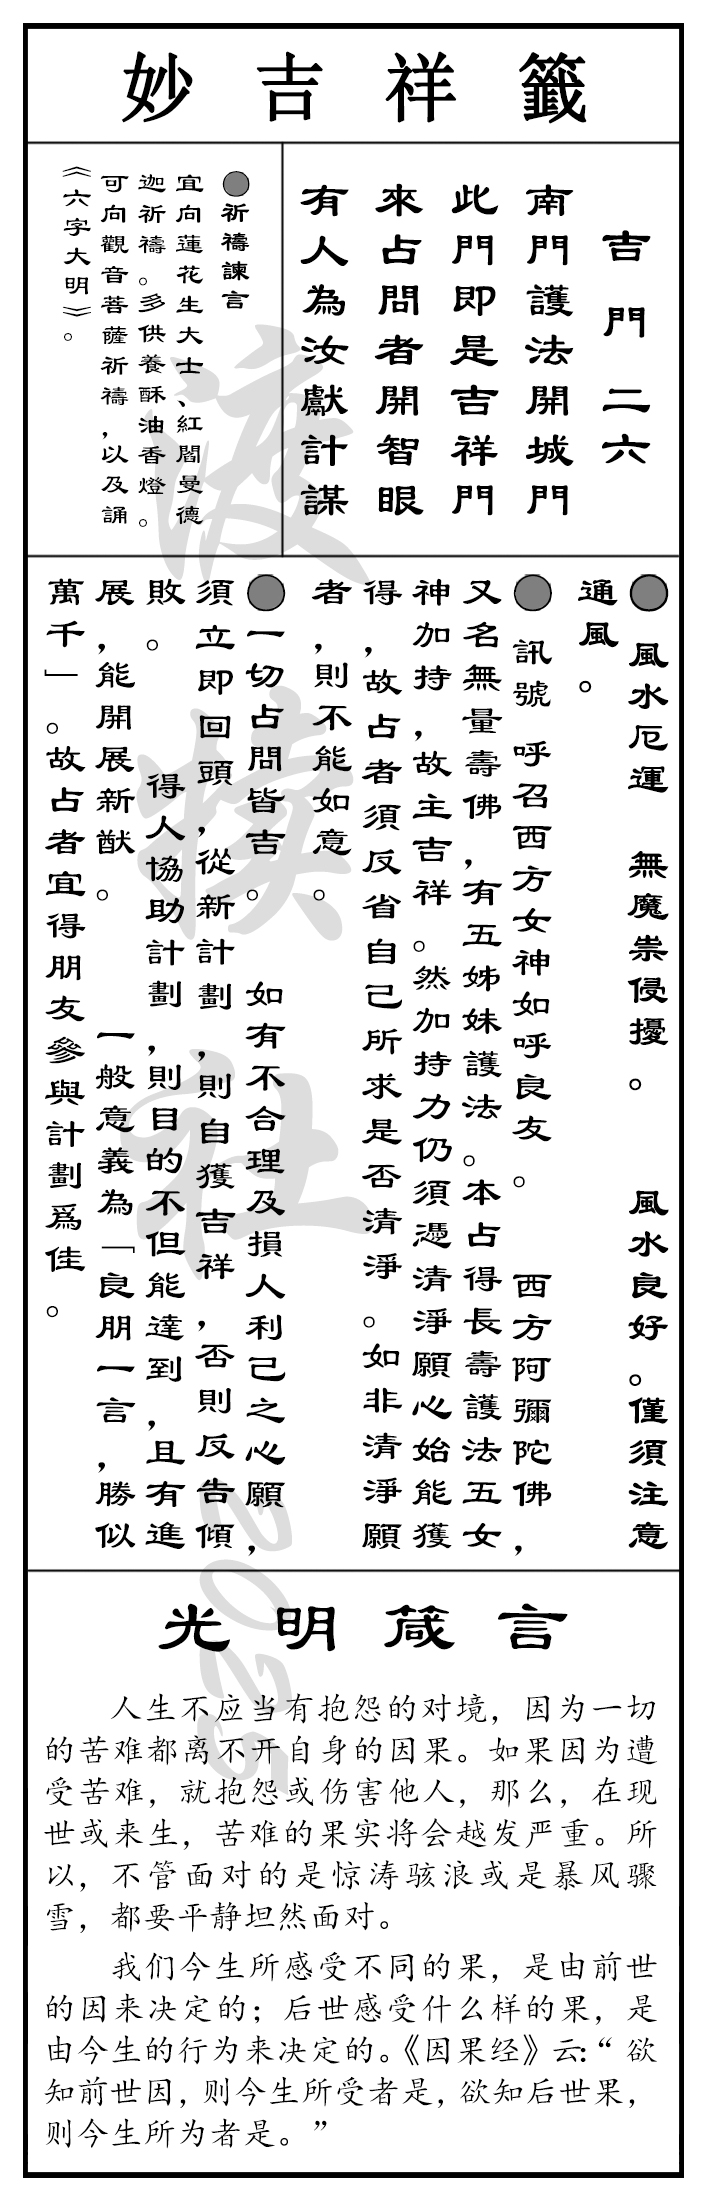 妙吉祥籤
吉門二六
南門護法開城門
此門即是吉祥門
來占問者開智眼
有人為汝獻計謀
●祈禱諫言
宜向蓮花生大士、紅閻曼德
迦祈禱。多供養酥油香燈。
可向觀音菩薩祈禱，以及誦
《六字大明》。
●風水厄運　無魔祟侵擾。　風水良好。僅須注意
通風。
●訊號　呼召西方女神如呼良友。　西方阿彌陀佛，
又名無量壽佛，有五姊妹護法。本占得長壽護法五女
神加持，故主吉祥。然加持力仍須憑清淨願心始能獲
得，故占者須反省自己所求是否清淨。如非清淨願
者，則不能如意。
●一切占問皆吉。　如有不合理及損人利己之心願，
須立即回頭，從新計劃，則自獲吉祥，否則反告傾
敗。　得人協助計劃，則目的不但能達到，且有進
展，能開展新猷。　一般意義為「良朋一言，勝似
萬千」。故占者宜得朋友參與計劃爲佳。
光明箴言
人生不应当有抱怨的对境，因为一切
的苦难都离不开自身的因果。如果因为遭
受苦难，就抱怨或伤害他人，那么，在现
世或来生，苦难的果实将会越发严重。所
以，不管面对的是惊涛骇浪或是暴风骤
雪，都要平静坦然面对。
我们今生所感受不同的果，是由前世
的因来决定的；后世感受什么样的果，是
由今生的行为来决定的。《因果经》云：“欲
知前世因，则今生所受者是，欲知后世果，
则今生所为者是。”
渡犊社2025